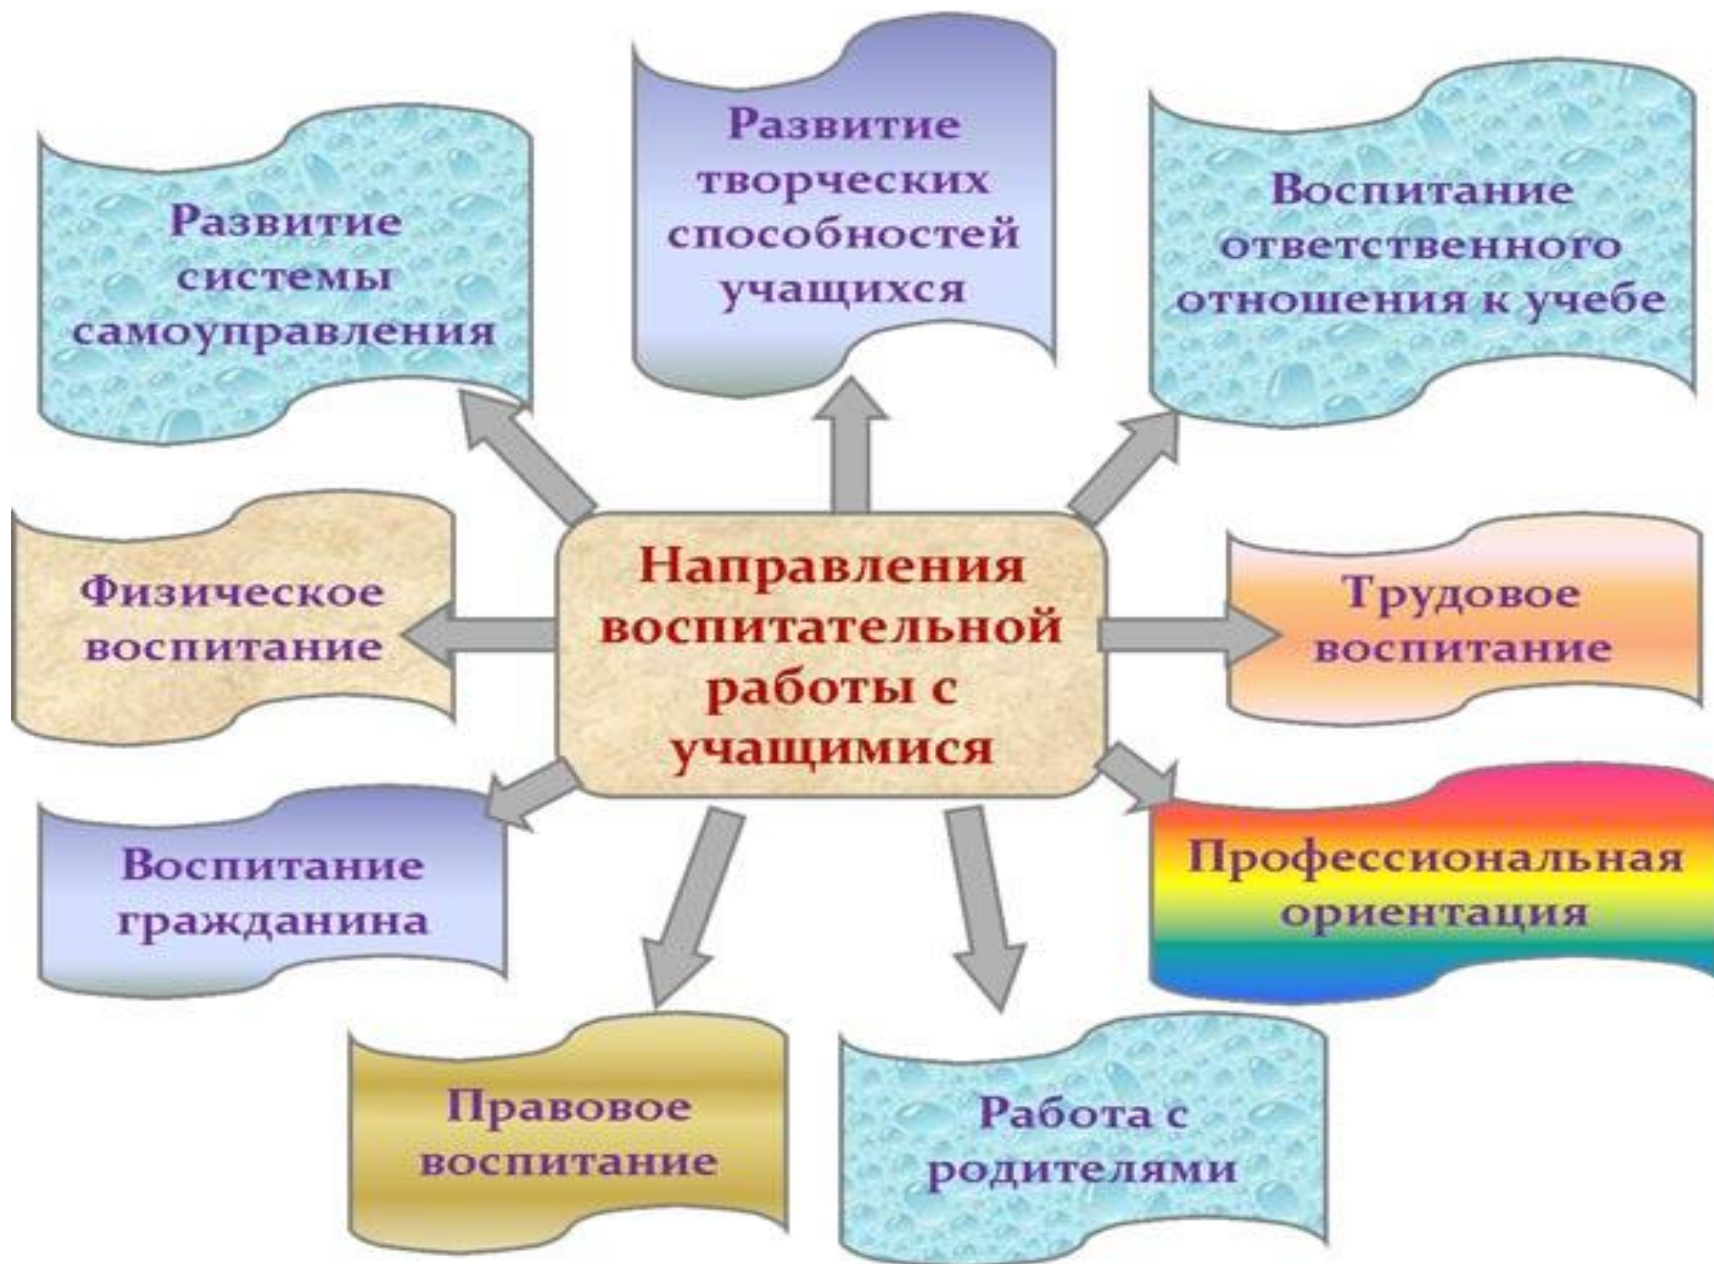 Развитие
творческих
способностей
учащихся
Развитие
системы
самоуправления
Воспитание
ответственного
отношения к учебе
Физическое
воспитание
Направления
воспитательной
работы с
учащимися
Трудовое
воспитание
Воспитание
гражданина
Профессиональная
ориентация
Правовое
воспитание
Работа с
родителями